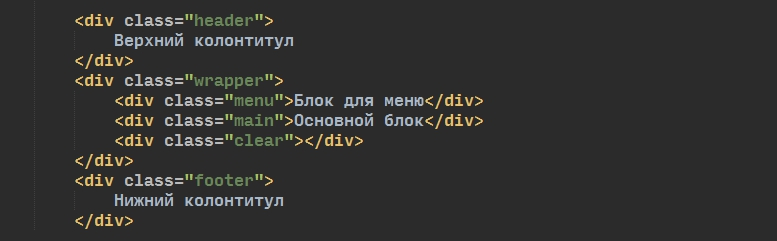 <div class="header">
    Верхний колонтитул
</div>
<div class="wrapper">
    <div class="menu">Блок для меню</div>
    <div class="main">Основной блок</div>
    <div class="clear"></div>
</div>
<div class="footer">
    Нижний колонтитул
</div>